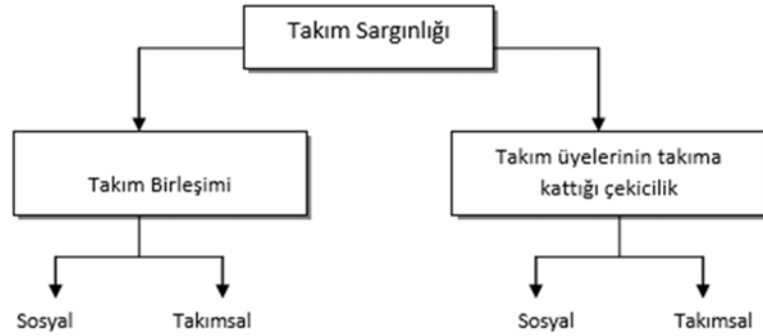 Takım Sargınlığı
Takım Birleşimi
Takım üyelerinin takıma
kattığı çekicilik
Sosyal
Takımsal
Sosyal
Takımsal